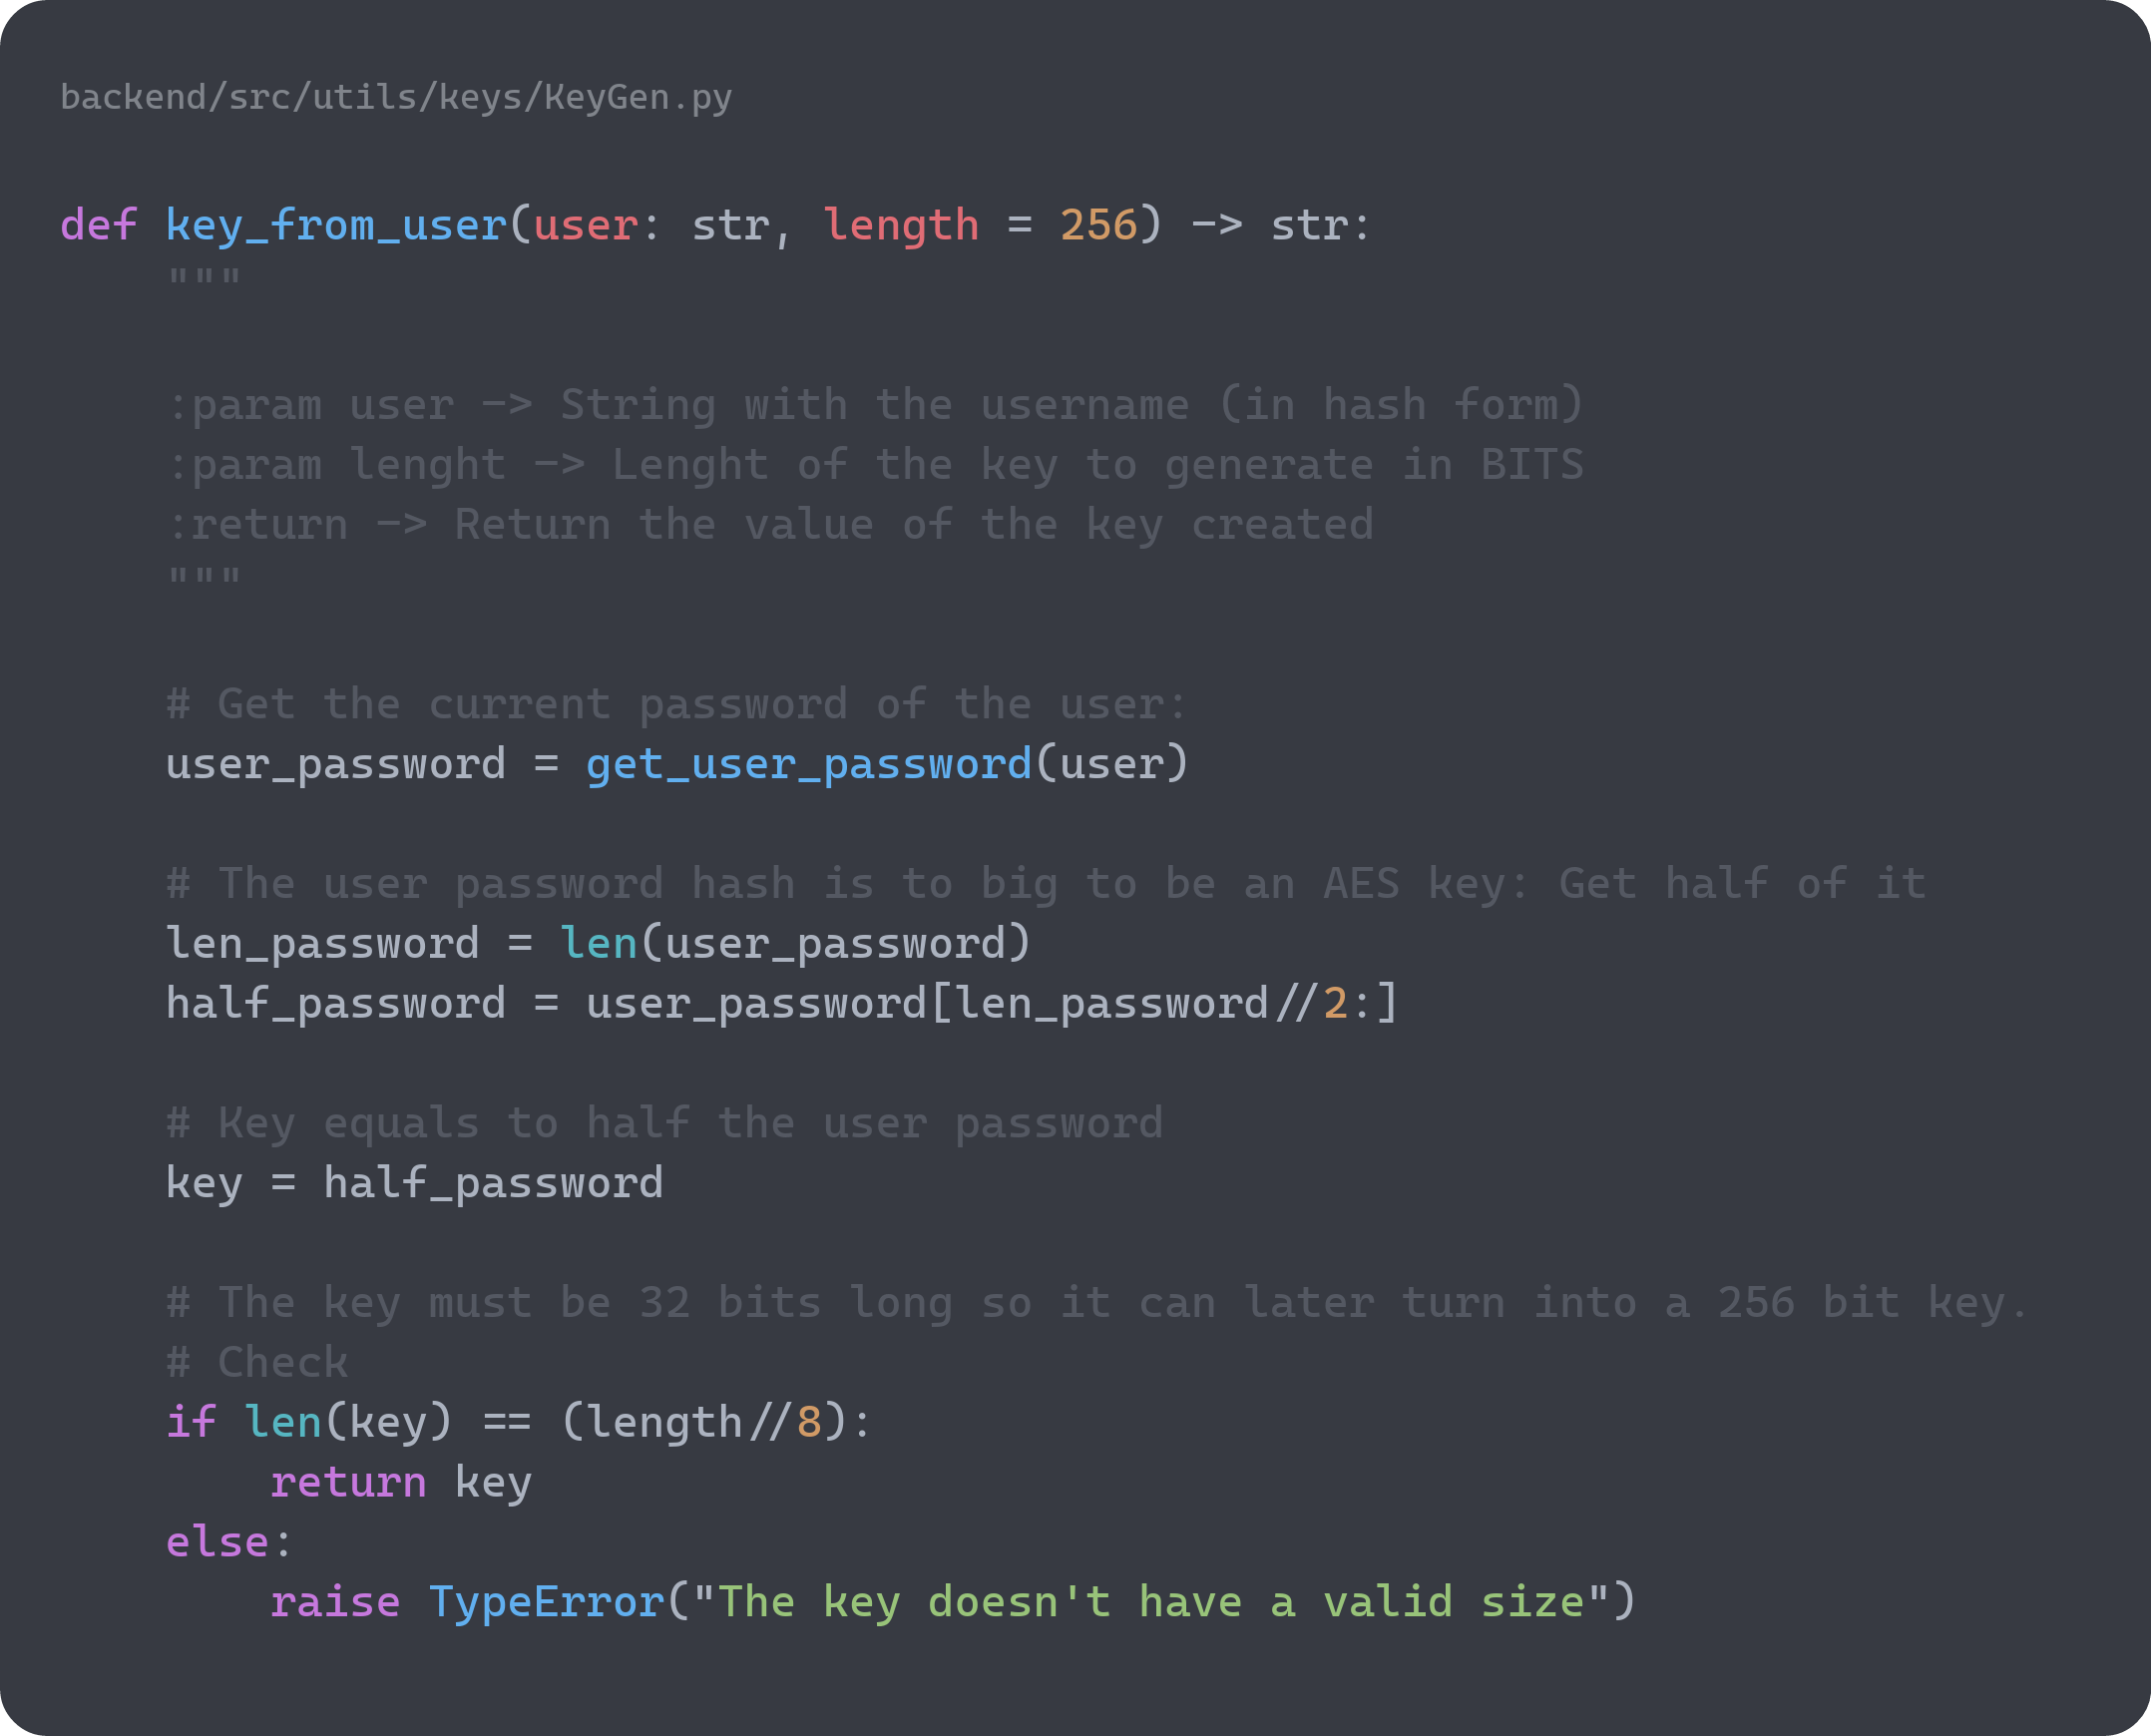 backend/src/utils/keys/KeyGen.py
def key_from_user(user: str, length = 256) -> str:
    """

    :param user -> String with the username (in hash form)
    :param lenght -> Lenght of the key to generate in BITS
    :return -> Return the value of the key created
    """

    # Get the current password of the user:
    user_password = get_user_password(user)

    # The user password hash is to big to be an AES key: Get half of it
    len_password = len(user_password)
    half_password = user_password[len_password//2:]

    # Key equals to half the user password
    key = half_password

    # The key must be 32 bits long so it can later turn into a 256 bit key.
    # Check
    if len(key) == (length//8):
        return key
    else:
        raise TypeError("The key doesn't have a valid size")